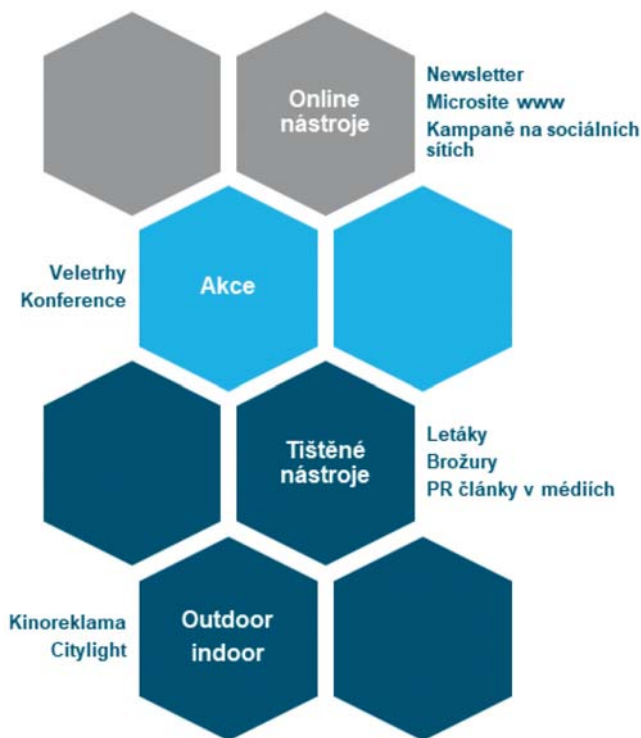 Online
nástroje
Newsletter
Microsite www
Kampaně na sociálních
sítích
Veletrhy
Konference
Akce
Tištěné
nástroje
Letáky
Brožury
PR články v médiích
Kinoreklama
Citylight
Outdoor
indoor